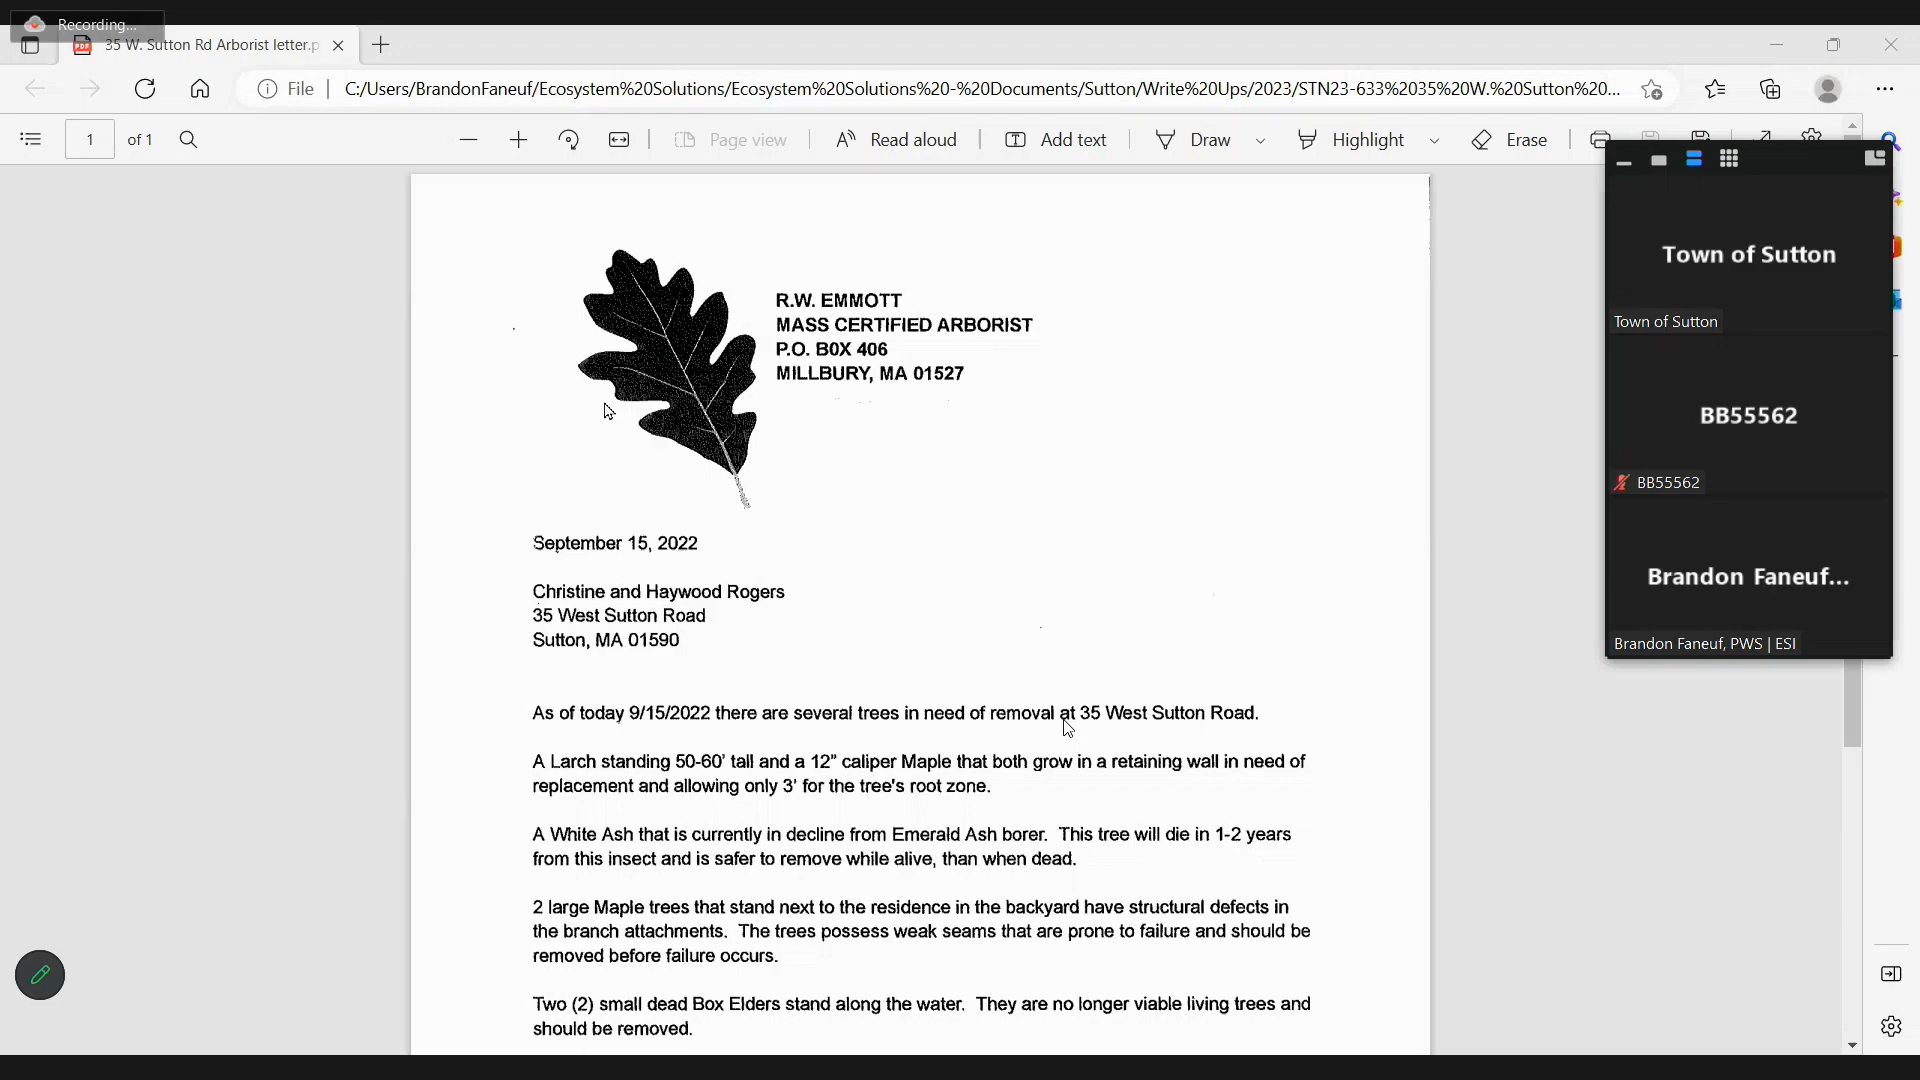 Recording...
35 W. Sutton Rd Arborist letter.p
File
C:/Users/BrandonFaneuf/Ecosystem%20Solutions/Ecosystem%20Solutions%20-%20Documents/Sutton/Write%20Ups/2023/STN23-633%2035%20W.%20Sutton%20...
1 of 1
Page view
Read aloud
Add text
Draw
Highlight
Erase
R.W. EMMOTT
MASS CERTIFIED ARBORIST
P.O. B0X 406
MILLBURY, MA 01527
September 15, 2022
Christine and Haywood Rogers
35 West Sutton Road
Sutton, MA 01590
As of today 9/15/2022 there are several trees in need of removal at 35 West Sutton Road.
A Larch standing 50-60' tall and a 12" caliper Maple that both grow in a retaining wall in need of
replacement and allowing only 3' for the tree's root zone.
A White Ash that is currently in decline from Emerald Ash borer.  This tree will die in 1-2 years
from this insect and is safer to remove while alive, than when dead.
2 large Maple trees that stand next to the residence in the backyard have structural defects in
the branch attachments.  The trees possess weak seams that are prone to failure and should be
removed before failure occurs.
Two (2) small dead Box Elders stand along the water.  They are no longer viable living trees and
should be removed.
Town of Sutton
Town of Sutton
BB55562
BB55562
Brandon Faneuf...
Brandon Faneuf, PWS | ESI